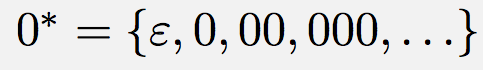 0* = {ε, 0, 00, 000, . . .}